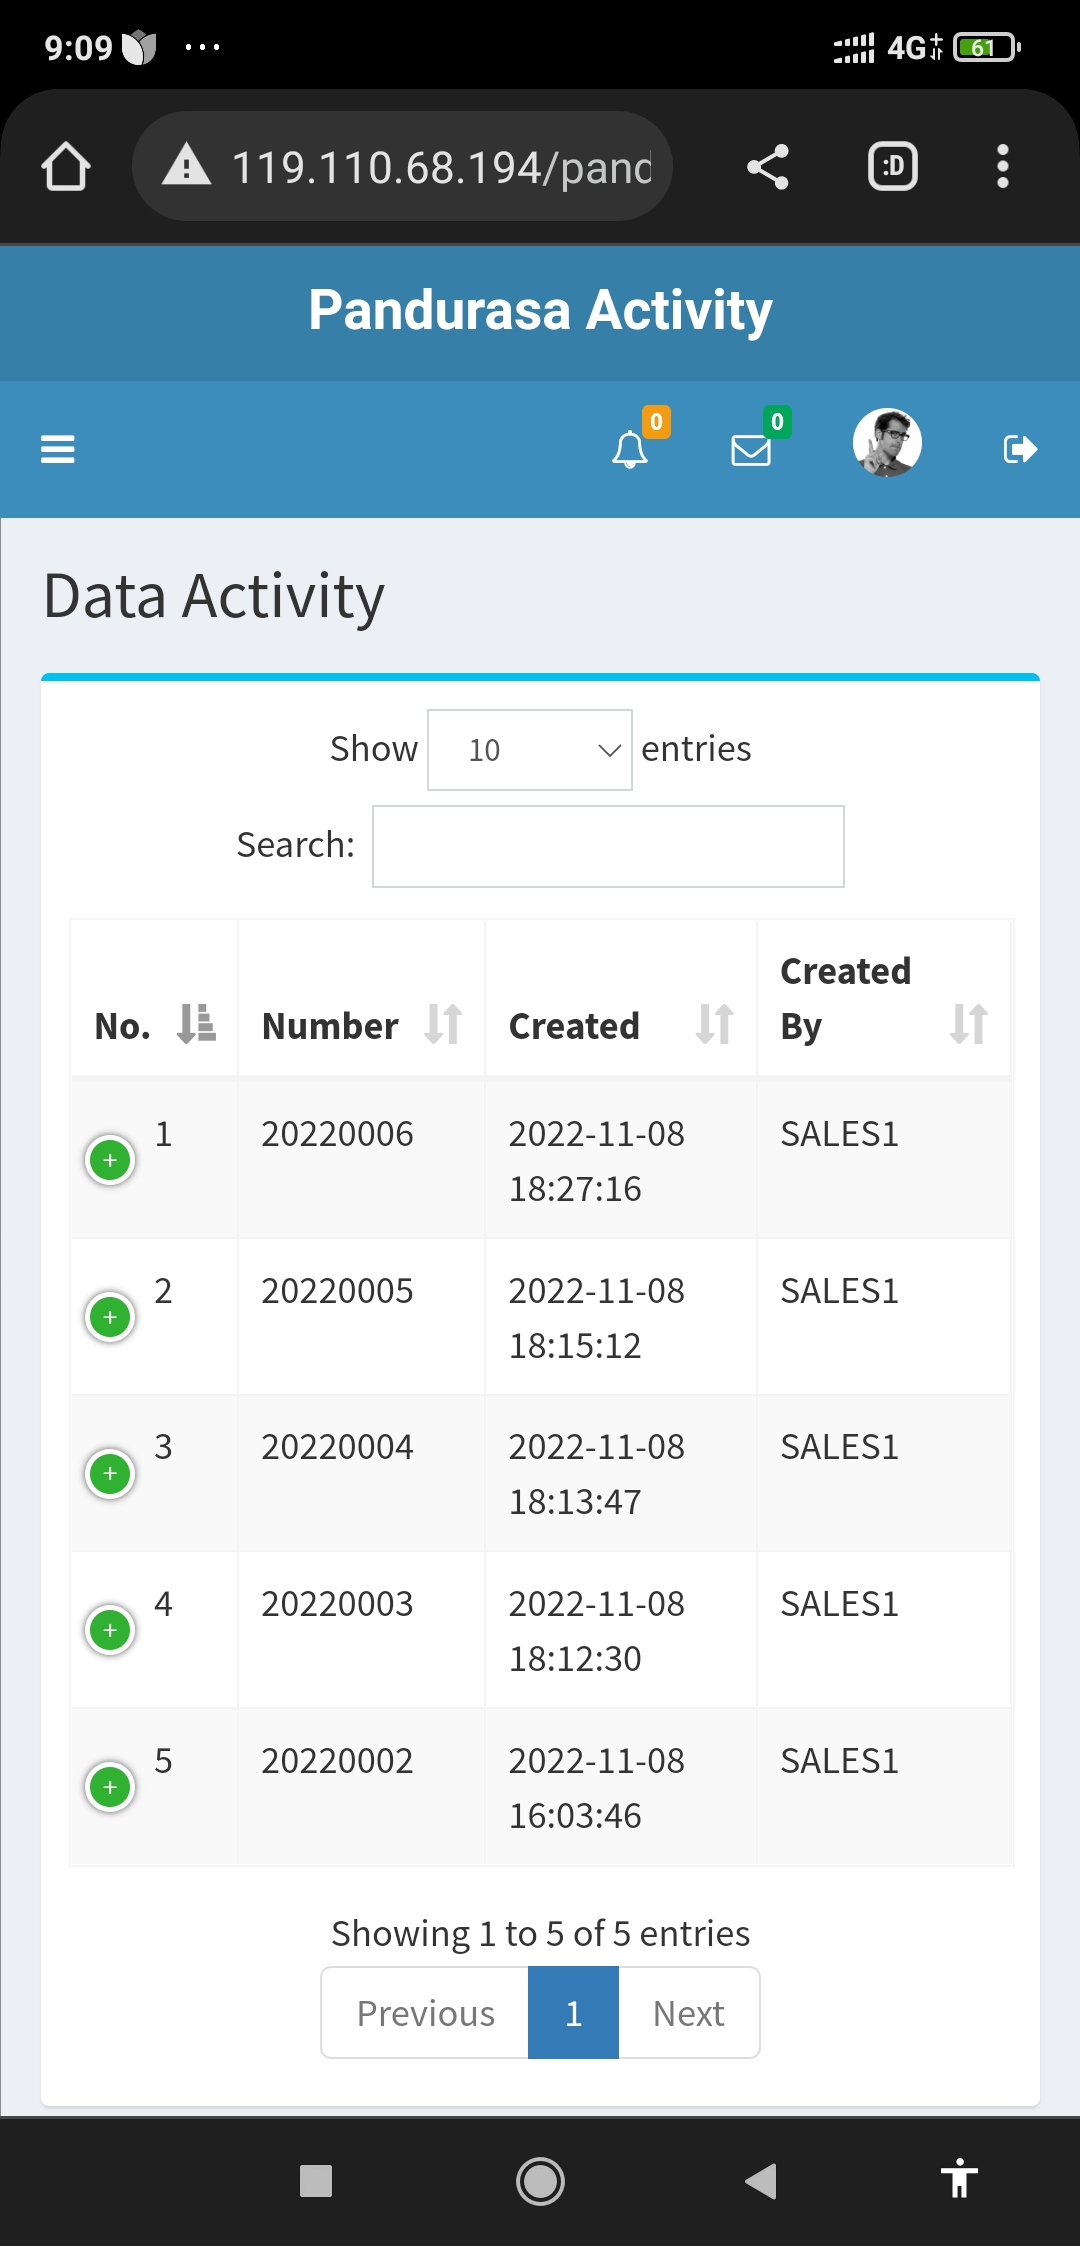 9:09 ... 4G 61
119.110.68.194/pand :D
Pandurasa Activity
0 0
Data Activity
Show 10 entries
Search:
No. Number Created Created By
1 20220006 2022-11-08 18:27:16 SALES1
2 20220005 2022-11-08 18:15:12 SALES1
3 20220004 2022-11-08 18:13:47 SALES1
4 20220003 2022-11-08 18:12:30 SALES1
5 20220002 2022-11-08 16:03:46 SALES1
Showing 1 to 5 of 5 entries
Previous 1 Next